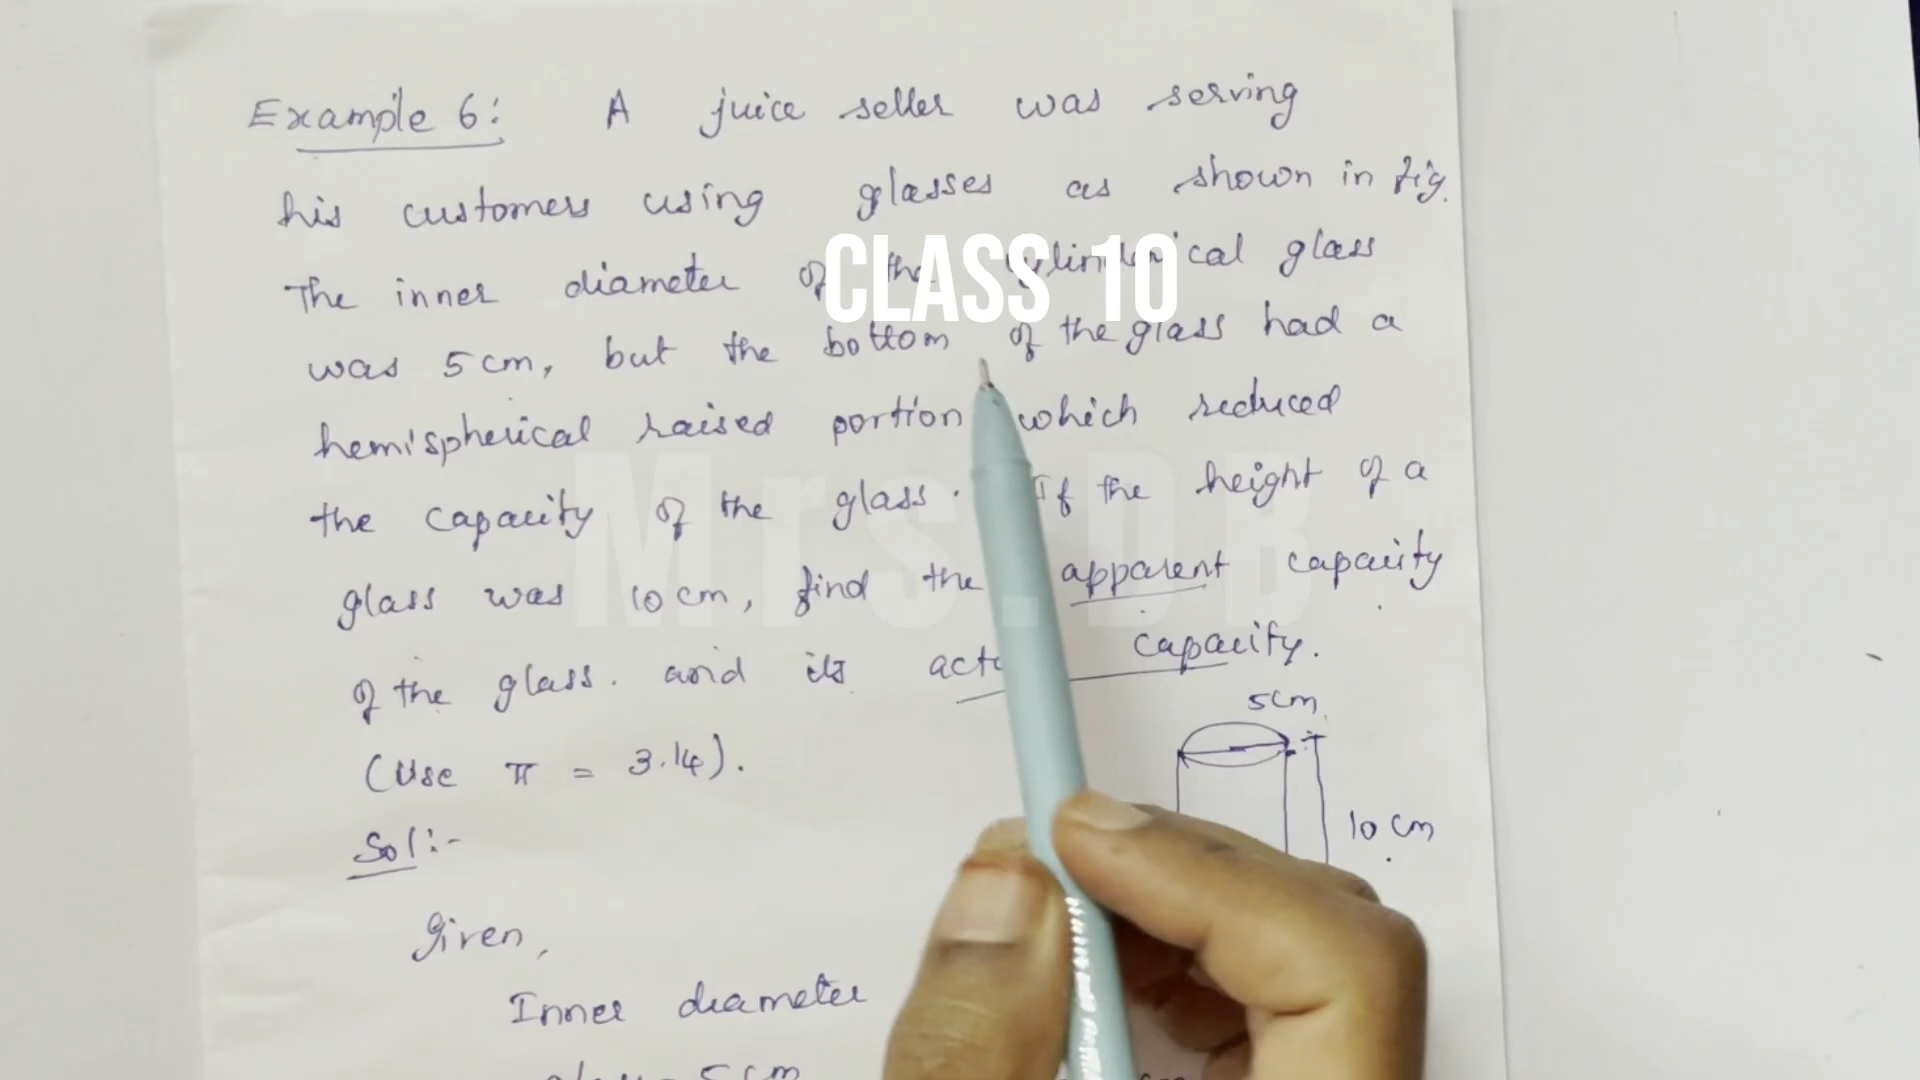 Example 6: A juice seller was serving
his customers using glasses as shown in fig.
The inner diameter of the cylindrical glass
CLASS 10
was 5cm, but the bottom of the glass had a
hemispherical raised portion which reduced
the capacity of the glass. If the height of a
Mrs.DB
glass was 10 cm, find the apparent capacity
of the glass. and its capacity.
5cm
(Use π = 3.14).
10 cm
Sol:-
Given,
Inner diameter
5 cm